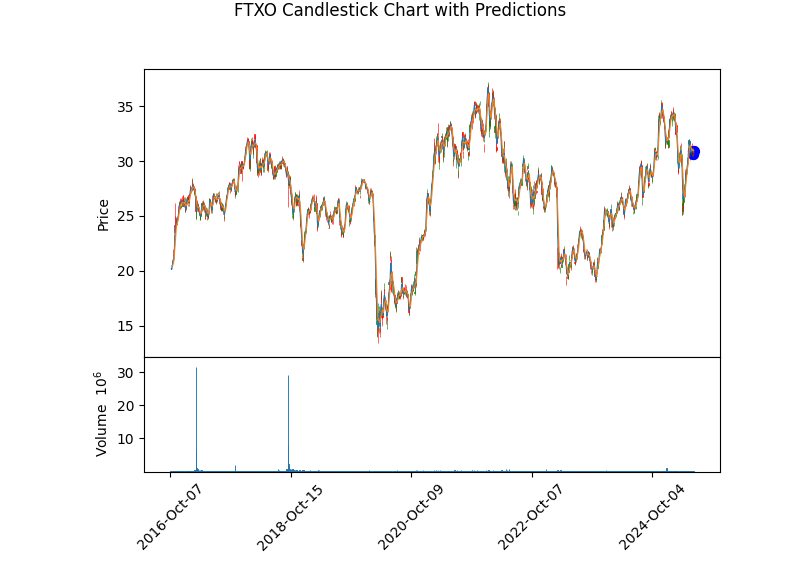 FTXO Candlestick Chart with Predictions
Price
35
30
25
20
15
Volume 10^6
30
20
10
2016-Oct-07
2018-Oct-15
2020-Oct-09
2022-Oct-07
2024-Oct-04